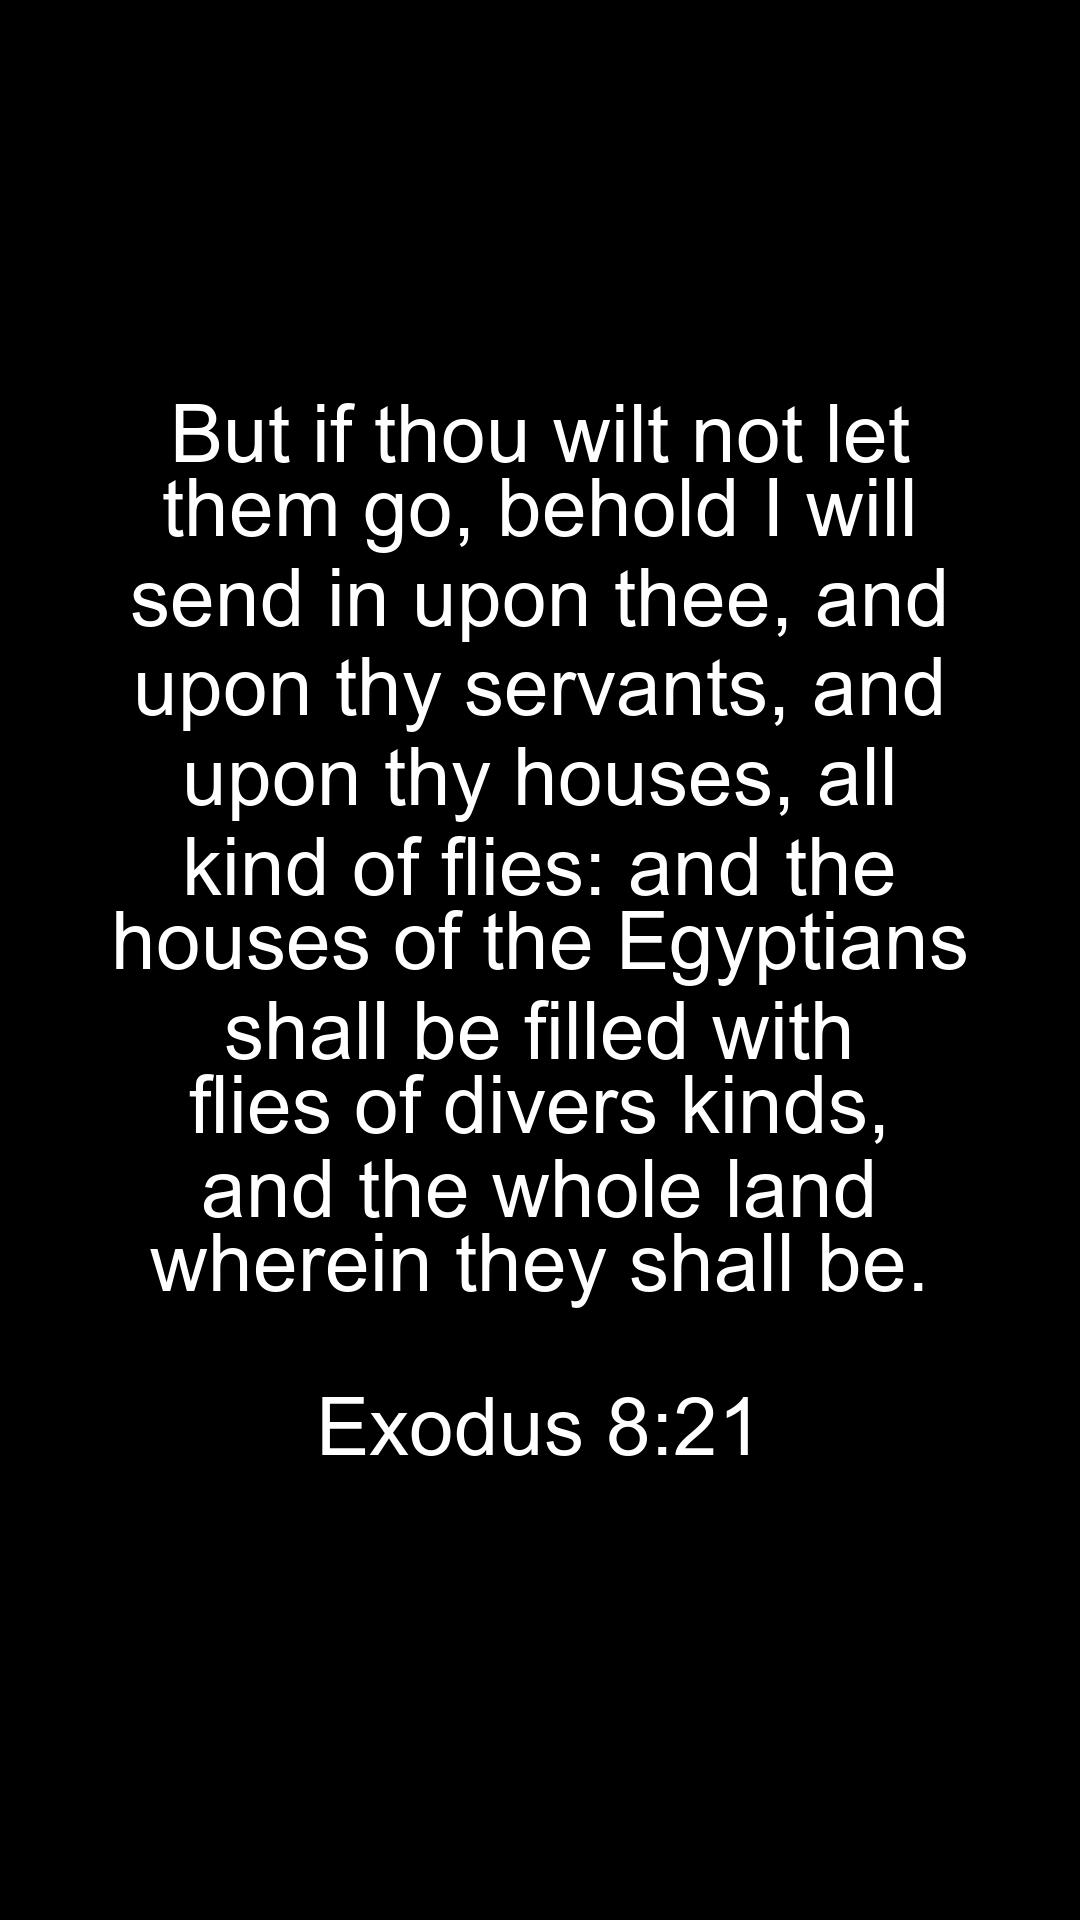 But if thou wilt not let
them go, behold I will
send in upon thee, and
upon thy servants, and
upon thy houses, all
kind of flies: and the
houses of the Egyptians
shall be filled with
flies of divers kinds,
and the whole land
wherein they shall be.
Exodus 8:21